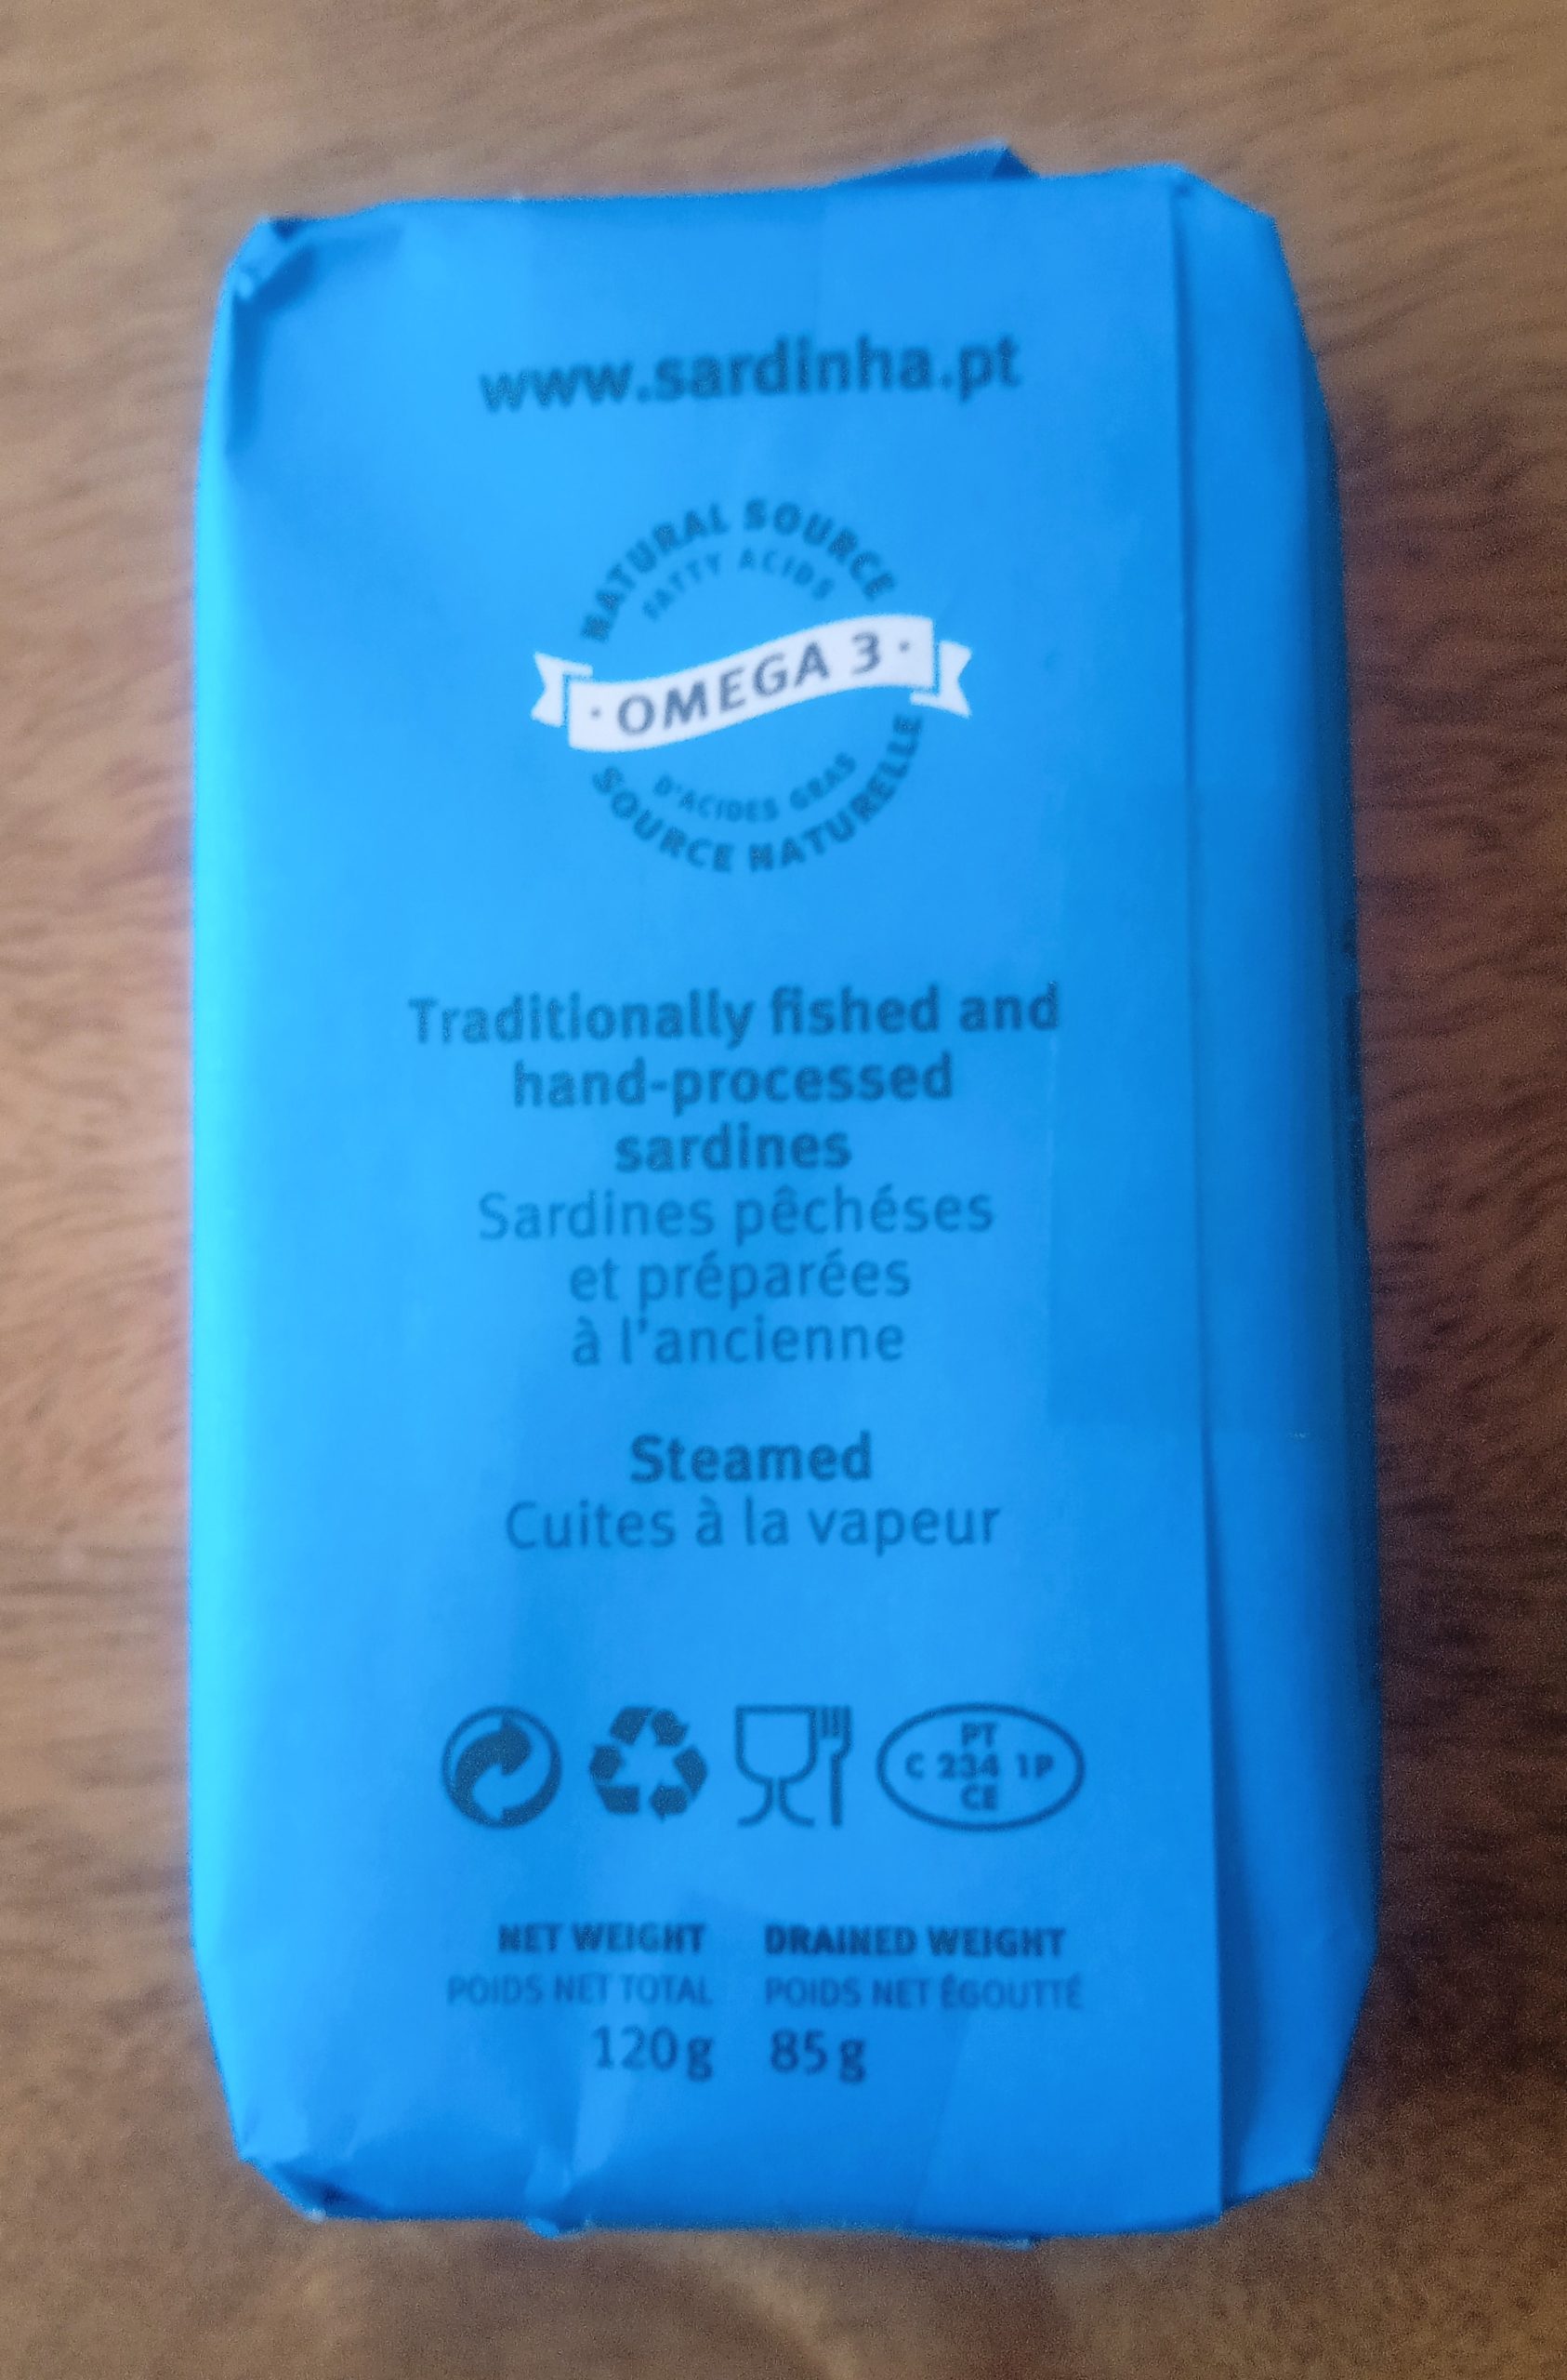 www.sardinha.pt
NATURAL SOURCE
FATTY ACIDS
· OMEGA 3 ·
D'ACIDES GRAS
SOURCE NATURELLE
Traditionally fished and
hand-processed
sardines
Sardines pêchéses
et préparées
à l'ancienne
Steamed
Cuites à la vapeur
PT
C 234 1P
CE
NET WEIGHT DRAINED WEIGHT
POIDS NET TOTAL POIDS NET ÉGOUTTÉ
120g 85g